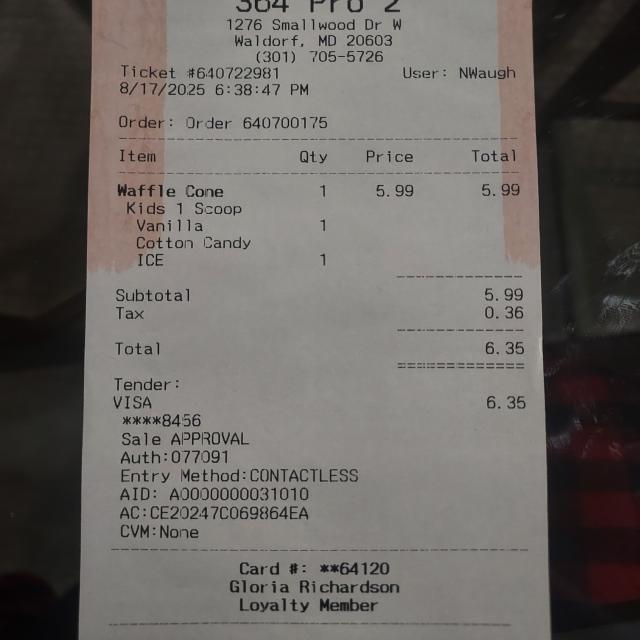 364 Pro 2
1276 Smallwood Dr W
Waldorf, MD 20603
(301) 705-5726
Ticket #640722981 User: NWaugh
8/17/2025 6:38:47 PM
Order: Order 640700175
Item Qty Price Total
Waffle Cone 1 5.99 5.99
Kids 1 Scoop
Vanilla 1
Cotton Candy
ICE 1
Subtotal 5.99
Tax 0.36
Total 6.35
Tender:
VISA 6.35
****8456
Sale APPROVAL
Auth:077091
Entry Method:CONTACTLESS
AID: A0000000031010
AC:CE20247C069864EA
CVM:None
Card #: **64120
Gloria Richardson
Loyalty Member